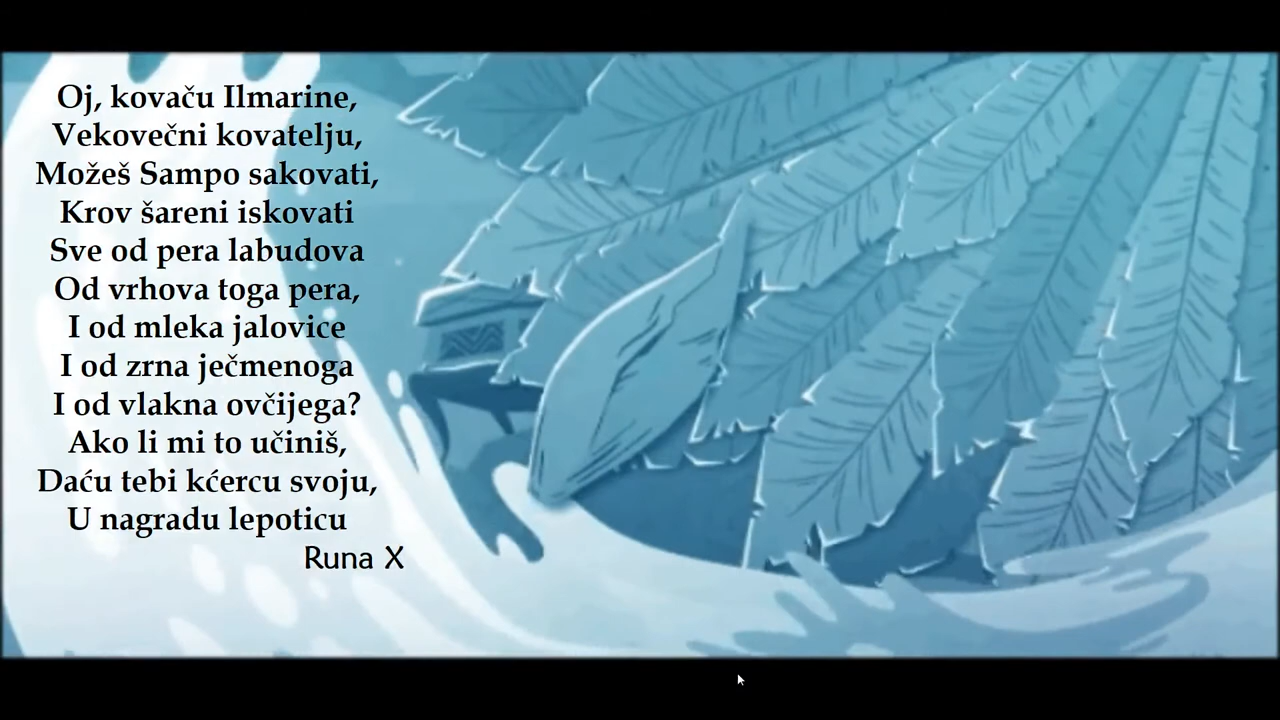 Oj, kovaču Ilmarine,
Vekovečni kovatelju,
Možeš Sampo sakovati,
Krov šareni iskovati
Sve od pera labudova
Od vrhova toga pera,
I od mleka jalovice
I od zrna ječmenoga
I od vlakna ovčijega?
Ako li mi to učiniš,
Daću tebi kćercu svoju,
U nagradu lepoticu
Runa X